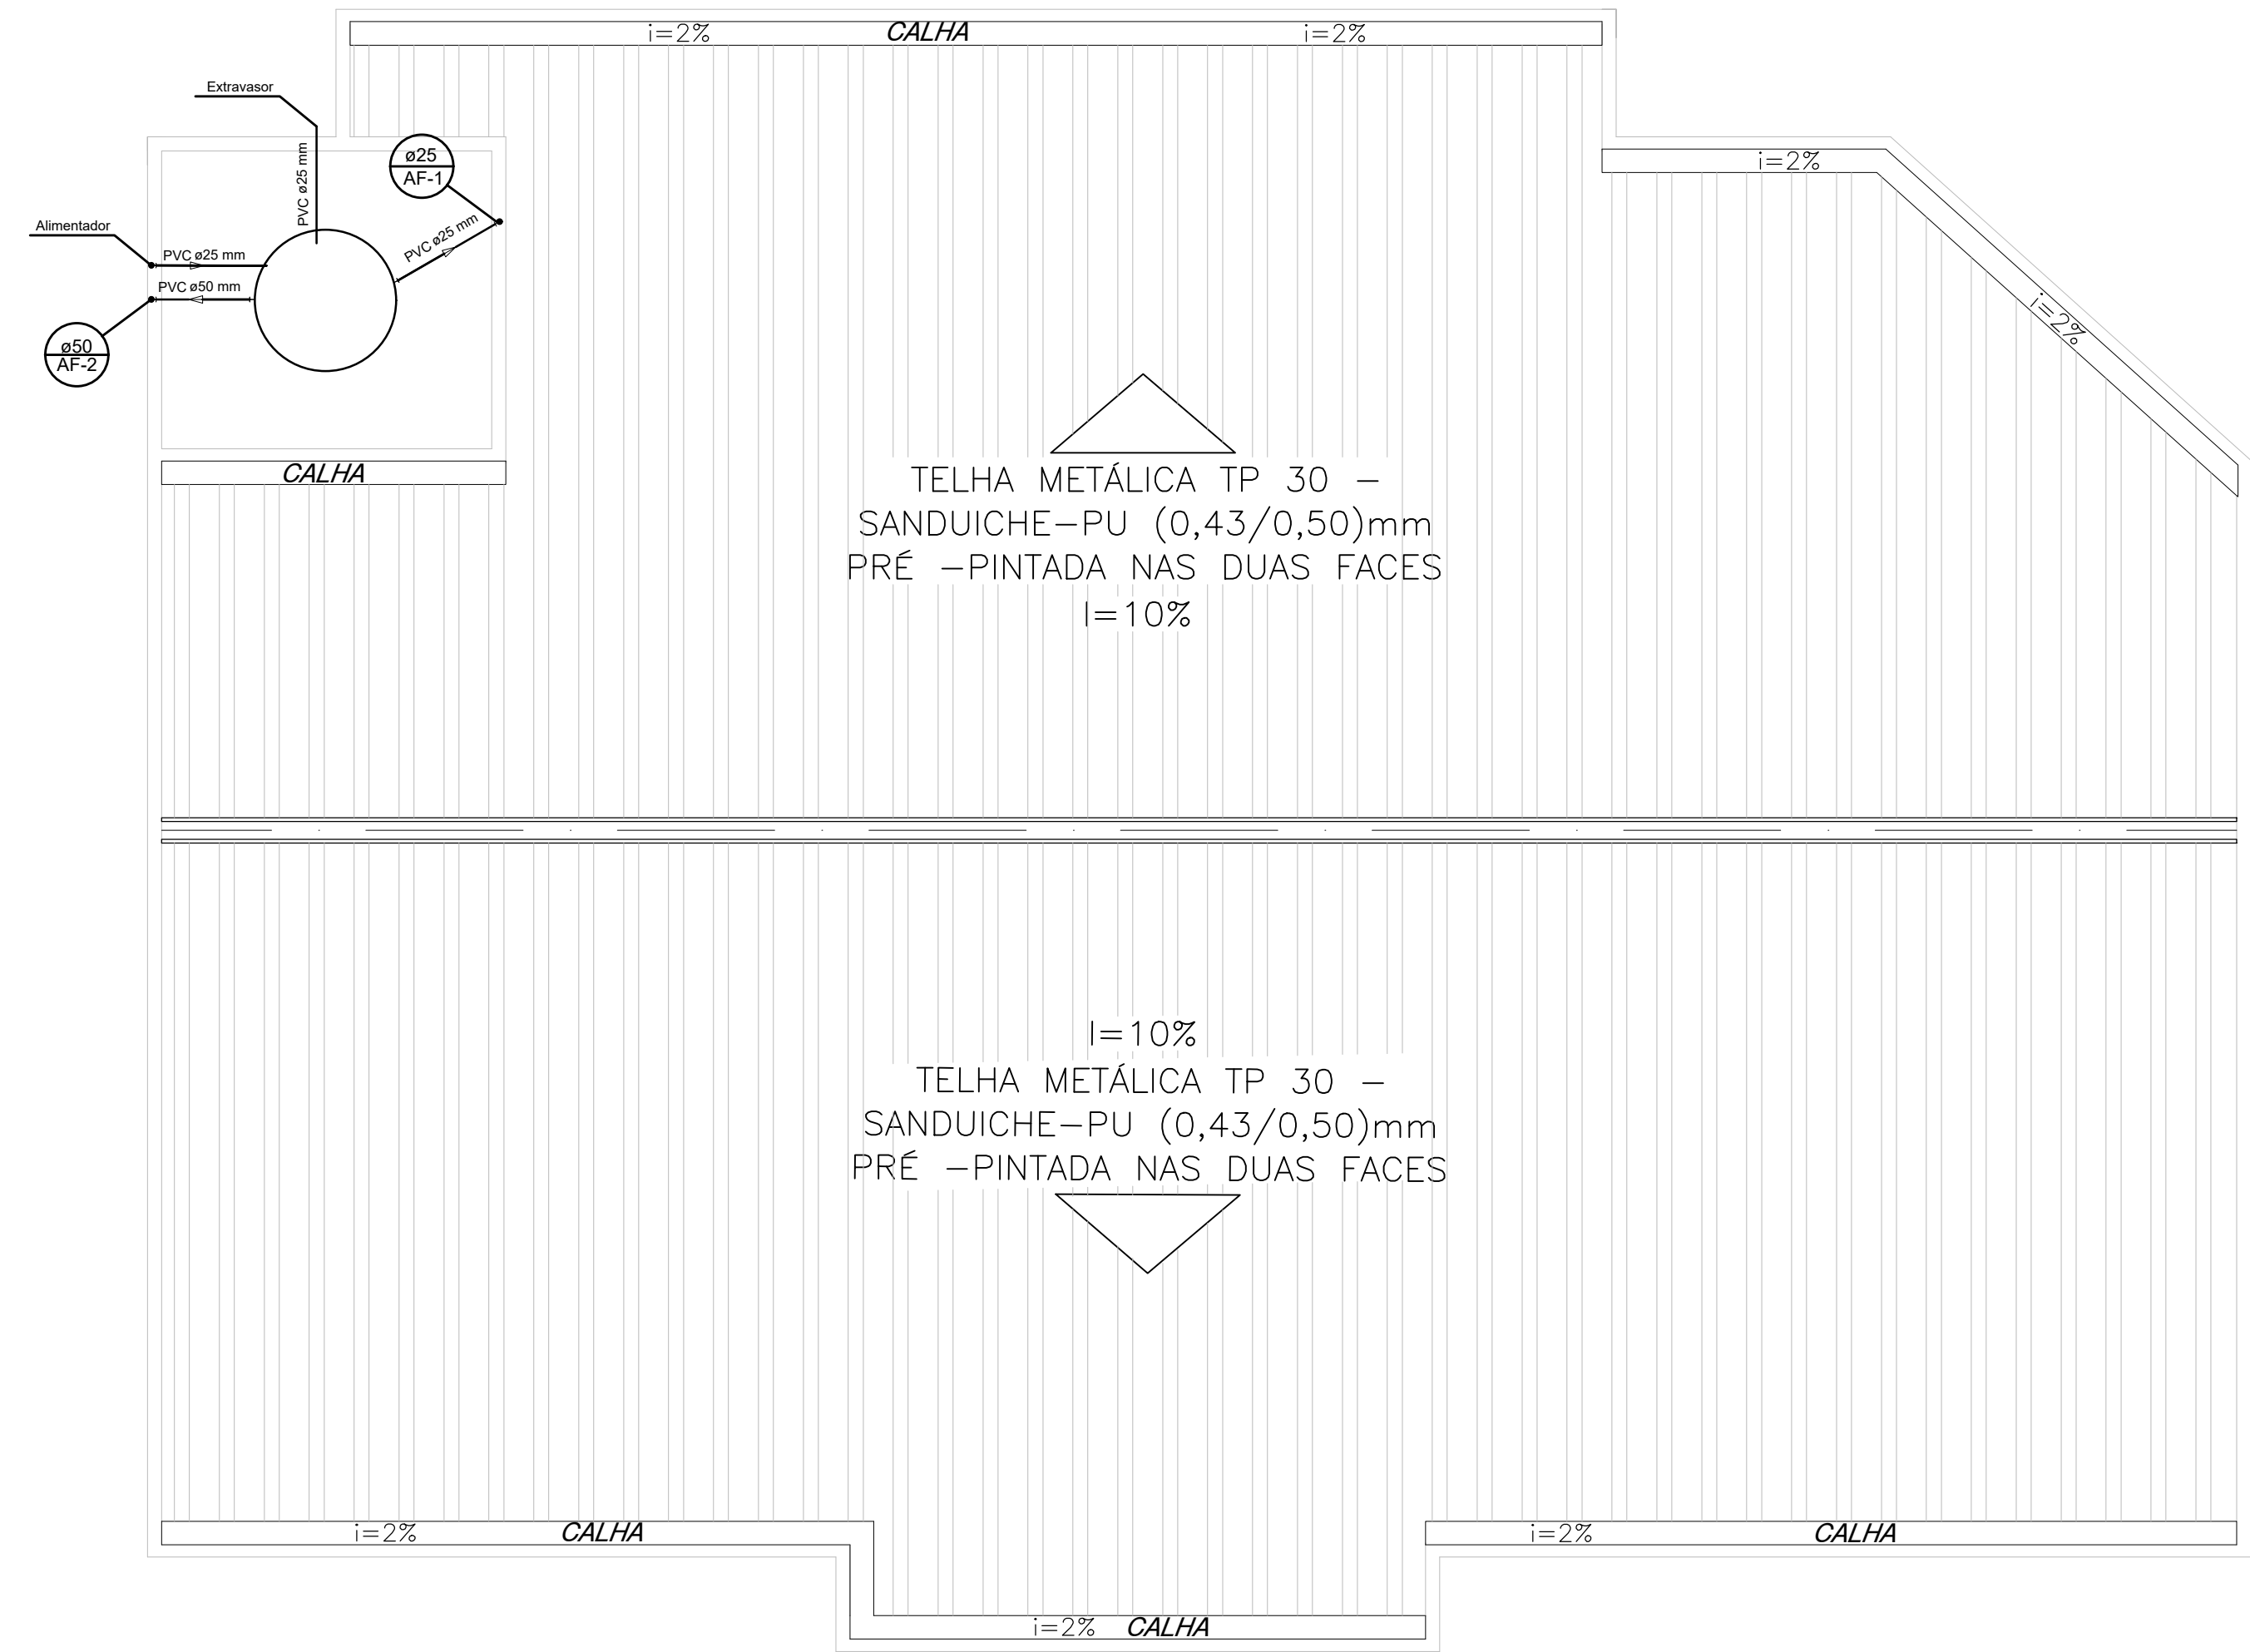 i=2% CALHA i=2%
Extravasor
PVC ø25 mm
ø25
AF-1
i=2%
Alimentador
PVC ø25 mm
PVC ø25 mm
PVC ø50 mm
ø50
AF-2
i=2%
CALHA
TELHA METÁLICA TP 30 -
SANDUICHE-PU (0,43/0,50)mm
PRÉ -PINTADA NAS DUAS FACES
I=10%
I=10%
TELHA METÁLICA TP 30 -
SANDUICHE-PU (0,43/0,50)mm
PRÉ -PINTADA NAS DUAS FACES
i=2% CALHA
i=2% CALHA
i=2% CALHA